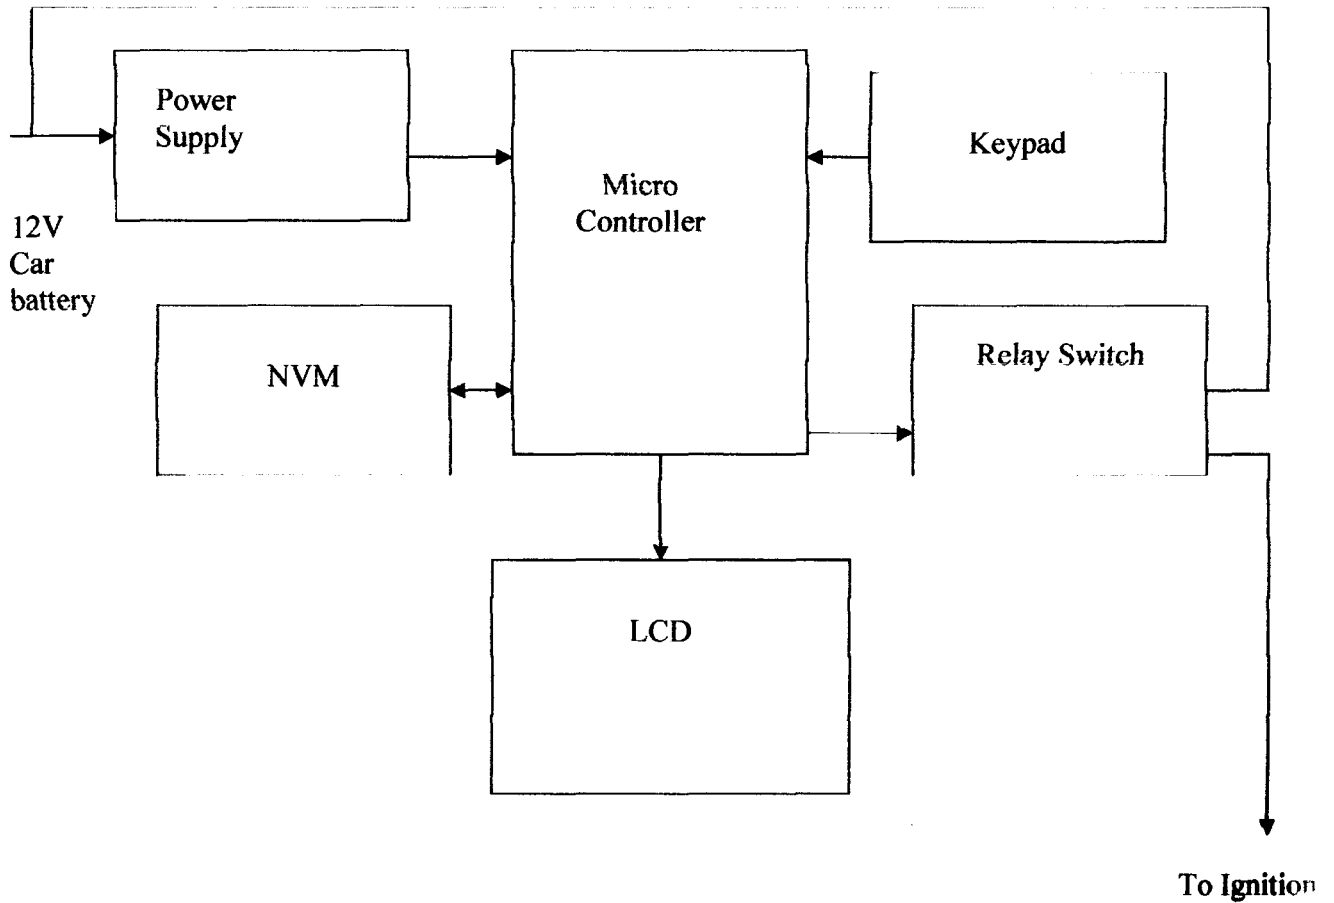 Power
Supply
Keypad
Micro
Controller
12V
Car
battery
Relay Switch
NVM
LCD
To Ignition